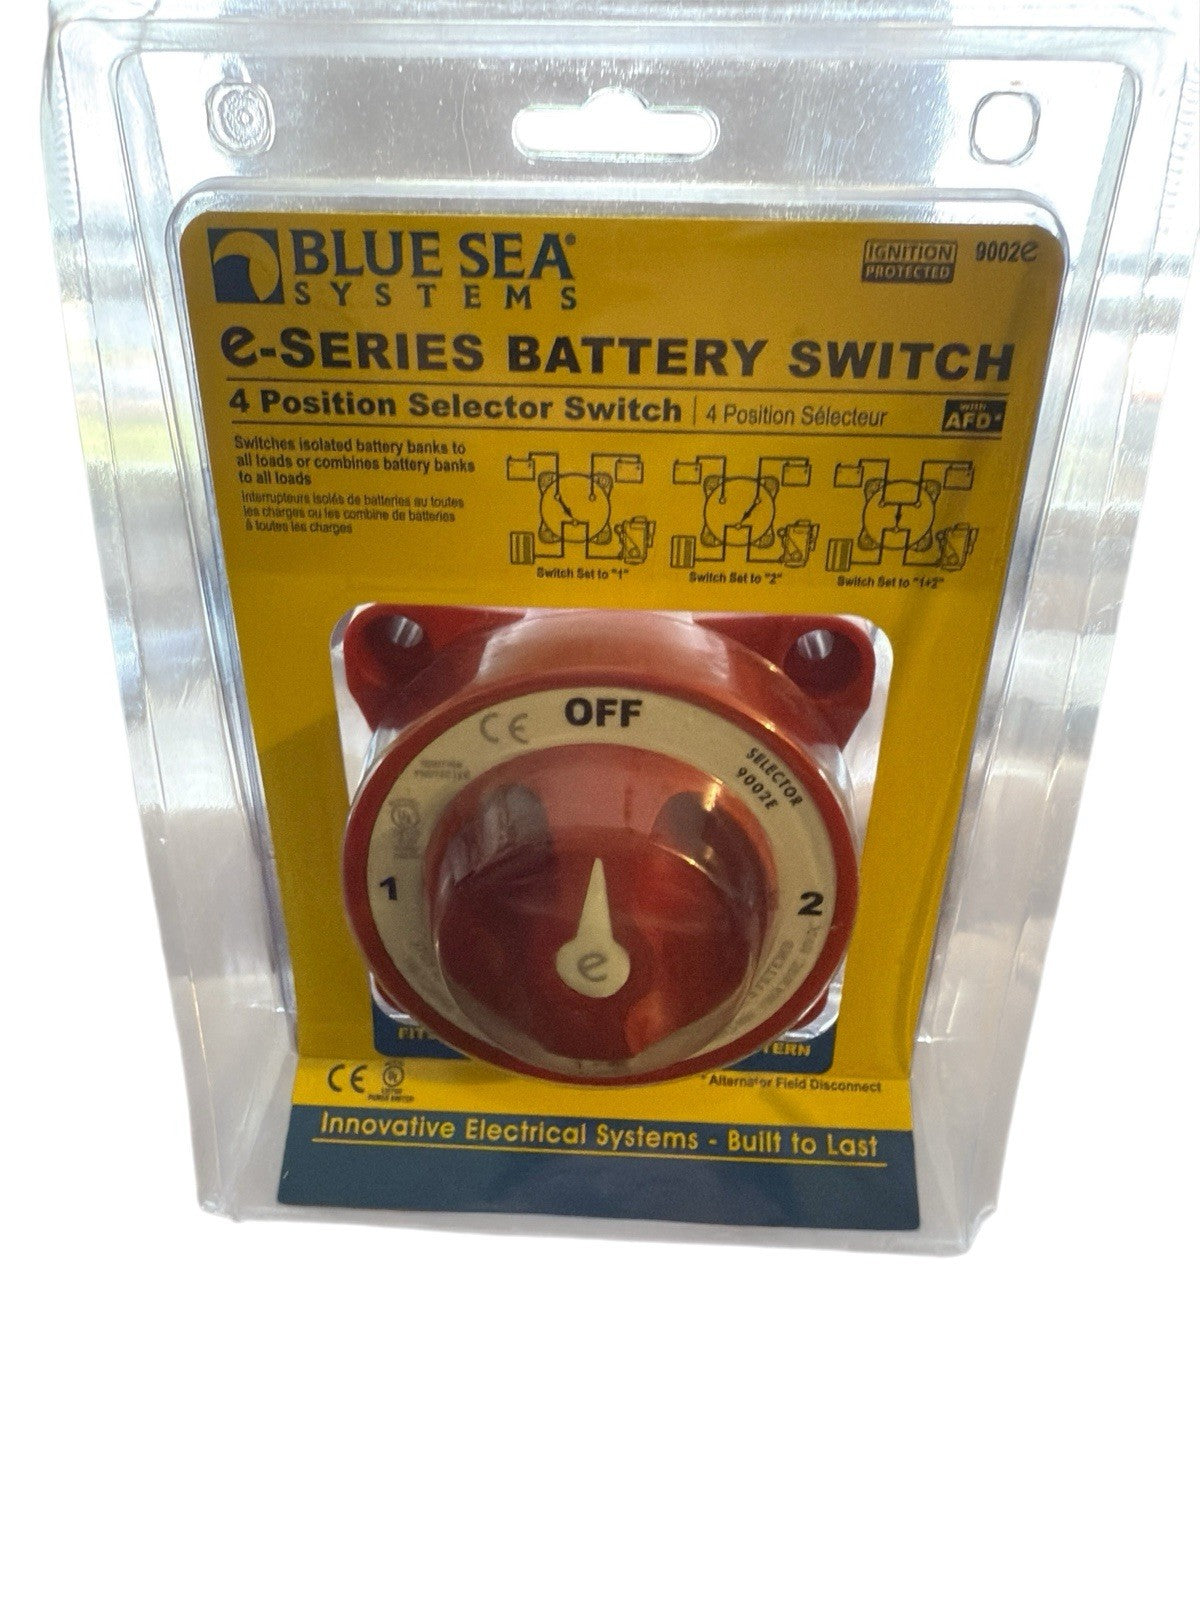 BLUE SEA®
SYSTEMS
IGNITION
PROTECTED
9002e
e-SERIES BATTERY SWITCH
4 Position Selector Switch | 4 Position Sélecteur
WITH
AFD*
Switches isolated battery banks to
all loads or combines battery banks
to all loads
Interrupteurs isolés de batteries au toutes
les charges ou les combine de batteries
à toutes les charges
Switch Set to "1"
Switch Set to "2"
Switch Set to "1+2"
CE
OFF
SELECTOR
9002E
IGNITION
PROTECTED
1
2
e
CE
* Alternator Field Disconnect
Innovative Electrical Systems - Built to Last